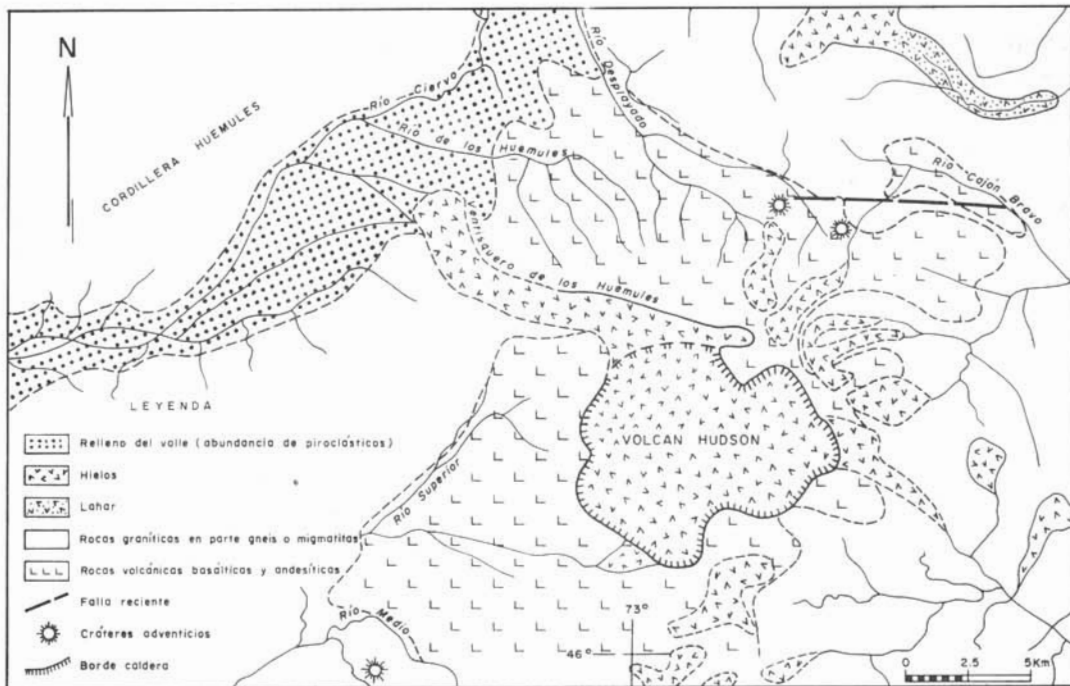 N
CORDILLERA HUEMULES
Río Ciervo
Río de los Huemules
Río Desplayado
Río Cajón Bravo
Ventisquero de los Huemules
VOLCAN HUDSON
Río Superior
Río Medio
73°
46°
0 2.5 5 Km
LEYENDA
Relleno del valle (abundancia de piroclásticos)
Hielos
Lahar
Rocas graníticas en parte gneis o migmatitas
Rocas volcánicas basálticas y andesíticas
Falla reciente
Cráteres adventicios
Borde caldera